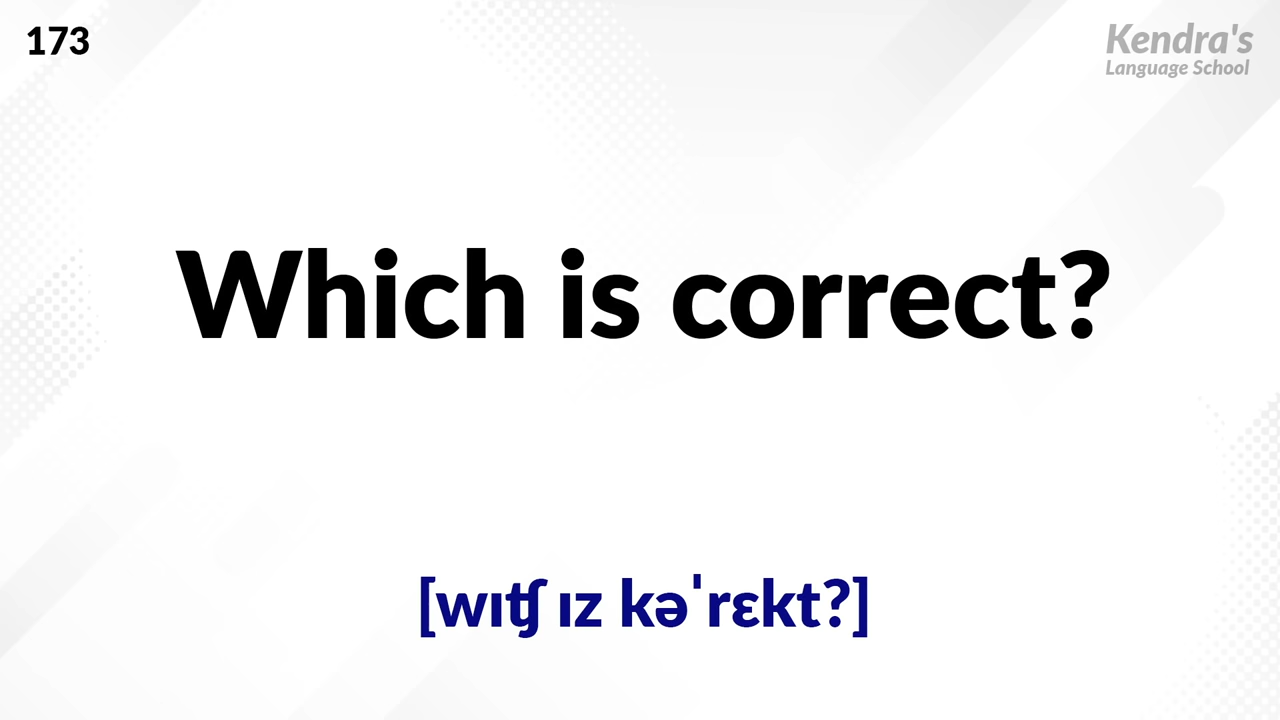 173
Kendra's
Language School
Which is correct?
[wɪʧ ɪz kəˈrɛkt?]